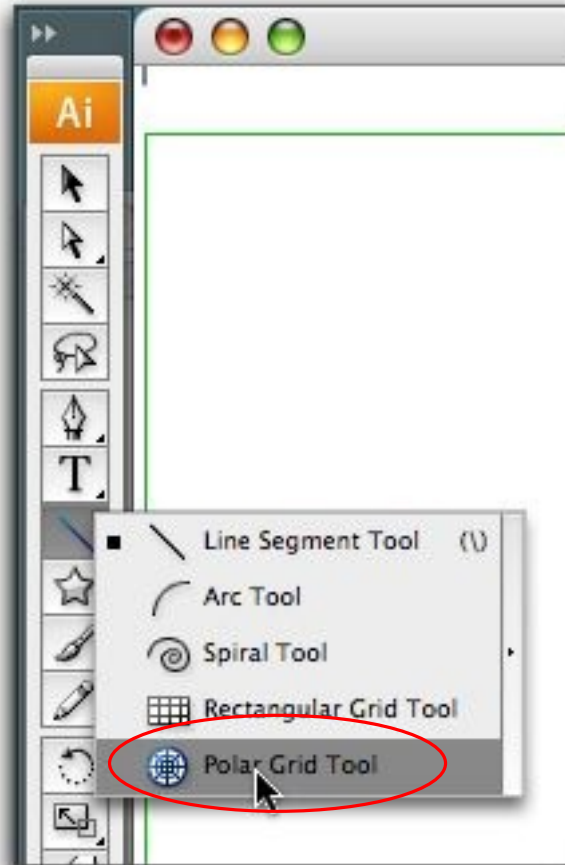 Ai
T
Line Segment Tool (\)
Arc Tool
Spiral Tool
Rectangular Grid Tool
Polar Grid Tool